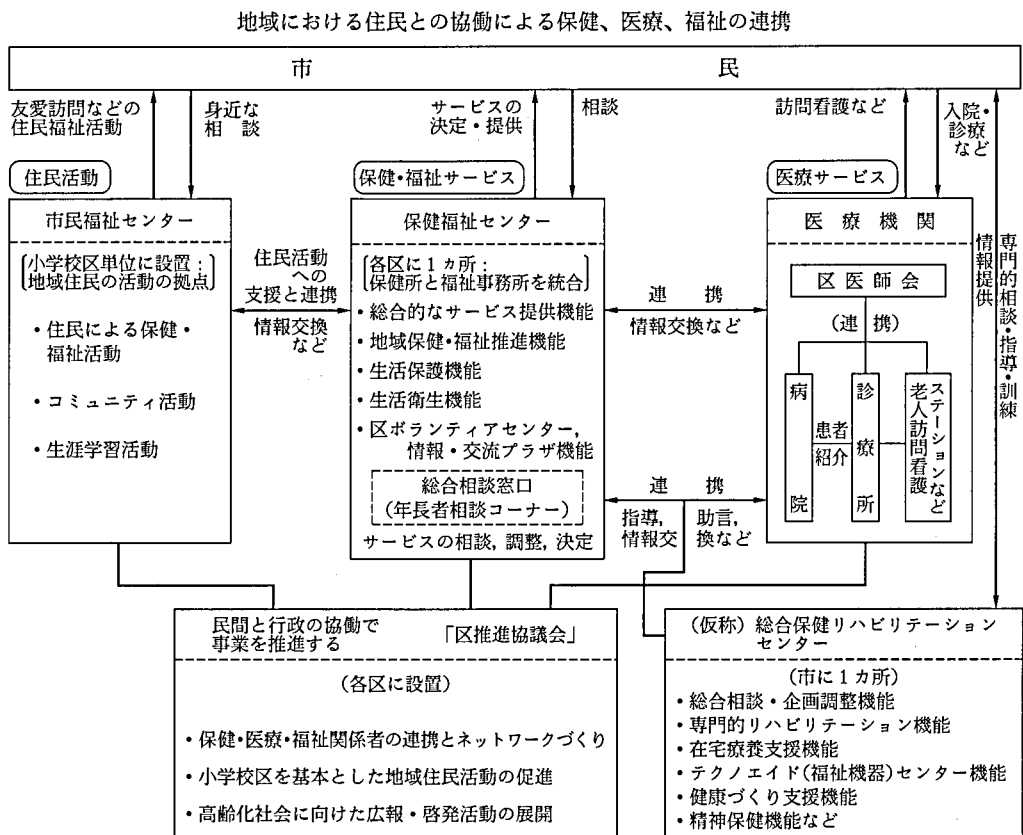 地域における住民との協働による保健、医療、福祉の連携
市民
友愛訪問などの
住民福祉活動
身近な
相談
サービスの
決定・提供
相談
訪問看護など
入院・
診療
など
住民活動
市民福祉センター
小学校区単位に設置：
地域住民の活動の拠点
・住民による保健・
福祉活動
・コミュニティ活動
・生涯学習活動
住民活動
への
支援と連携
情報交換
など
保健・福祉サービス
保健福祉センター
各区に１カ所：
保健所と福祉事務所を統合
・総合的なサービス提供機能
・地域保健・福祉推進機能
・生活保護機能
・生活衛生機能
・区ボランティアセンター，
情報・交流プラザ機能
総合相談窓口
（年長者相談コーナー）
サービスの相談，調整，決定
連携
情報交換など
連携
指導，助言，
情報交換など
医療サービス
医療機関
区医師会
（連携）
病院
患者
紹介
診療所
老人訪問看護
ステーションなど
専門的相談・指導・訓練
情報提供
民間と行政の協働で
事業を推進する
「区推進協議会」
（各区に設置）
・保健・医療・福祉関係者の連携とネットワークづくり
・小学校区を基本とした地域住民活動の促進
・高齢化社会に向けた広報・啓発活動の展開
（仮称）総合保健リハビリテーション
センター
（市に１カ所）
・総合相談・企画調整機能
・専門的リハビリテーション機能
・在宅療養支援機能
・テクノエイド（福祉機器）センター機能
・健康づくり支援機能
・精神保健機能など